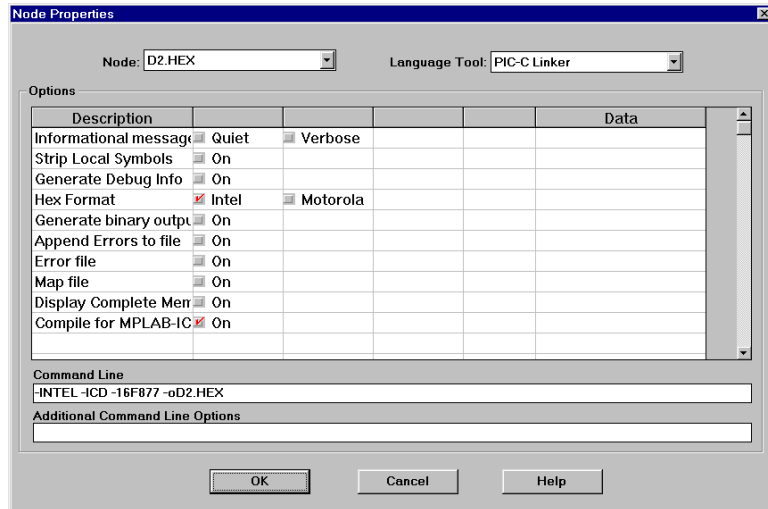 Node Properties
Node: D2.HEX Language Tool: PIC-C Linker
Options
Description Data
Informational message Quiet Verbose
Strip Local Symbols On
Generate Debug Info On
Hex Format Intel Motorola
Generate binary outpu On
Append Errors to file On
Error file On
Map file On
Display Complete Mem On
Compile for MPLAB-IC On
Command Line
-INTEL -ICD -16F877 -oD2.HEX
Additional Command Line Options
OK Cancel Help